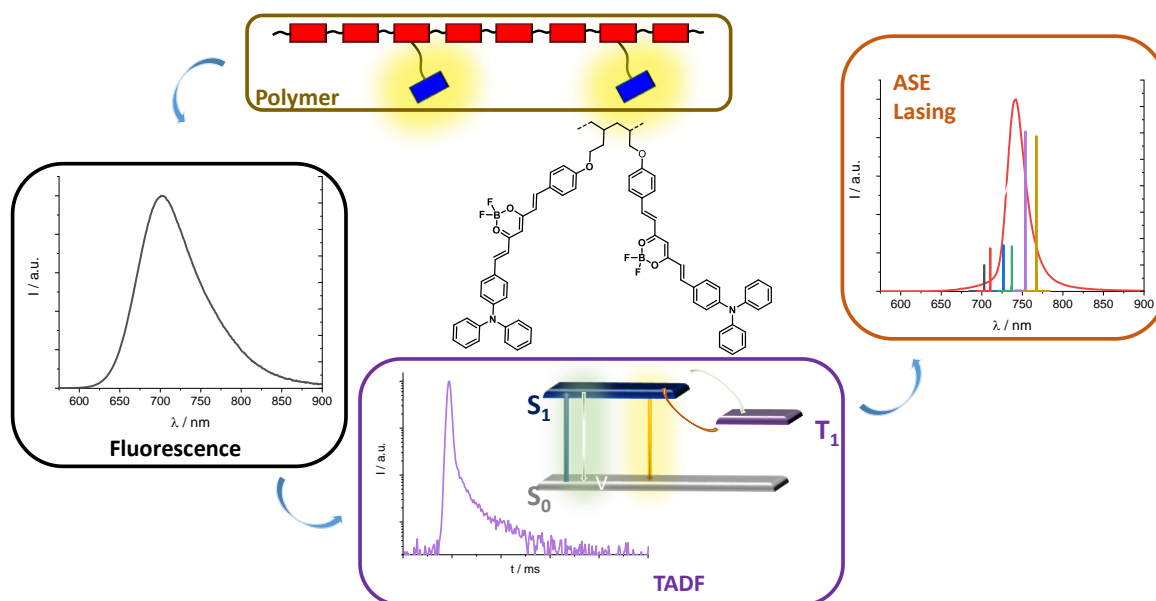 Polymer
ASE
Lasing
I / a.u.
600 650 700 750 800 850 900
λ / nm
Fluorescence
O
O
F
F
B
O
O
F
F
B
O
O
N
N
I / a.u.
600 650 700 750 800 850 900
λ / nm
I / a.u.
t / ms
S1
T1
S0
V
TADF